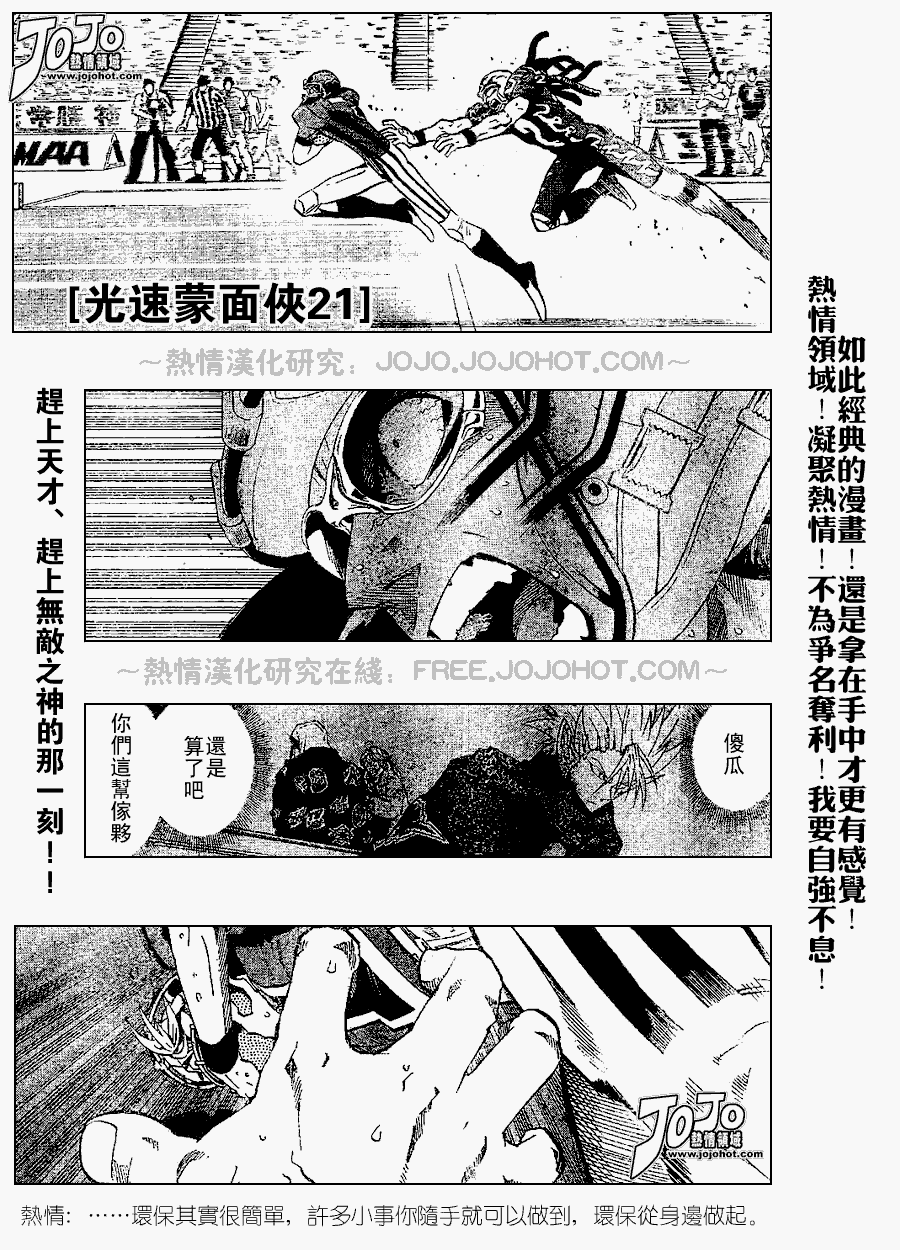 JOJO
熱情領域
www.jojohot.com
MAA
[光速蒙面俠21]
～熱情漢化研究：JOJO.JOJOHOT.COM～
如此經典的漫畫！還是拿在手中才更有感覺！
熱情領域！凝聚熱情！不為爭名奪利！我要自強不息！
趕上天才、趕上無敵之神的那一刻！！
～熱情漢化研究在綫：FREE.JOJOHOT.COM～
傻瓜
還是
算了吧
你們這幫傢夥
JOJO
熱情領域
www.jojohot.com
熱情：……環保其實很簡單，許多小事你隨手就可以做到，環保從身邊做起。